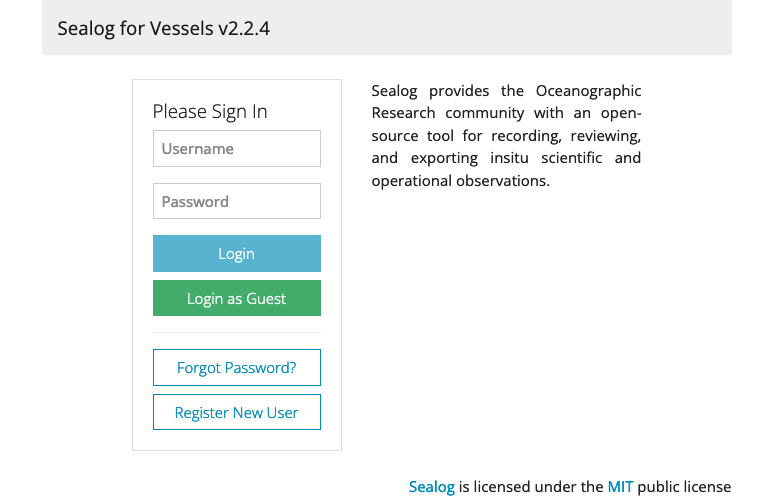 Sealog for Vessels v2.2.4
Please Sign In
Username
Password
Login
Login as Guest
Forgot Password?
Register New User
Sealog provides the Oceanographic
Research community with an open-
source tool for recording, reviewing,
and exporting insitu scientific and
operational observations.
Sealog is licensed under the MIT public license